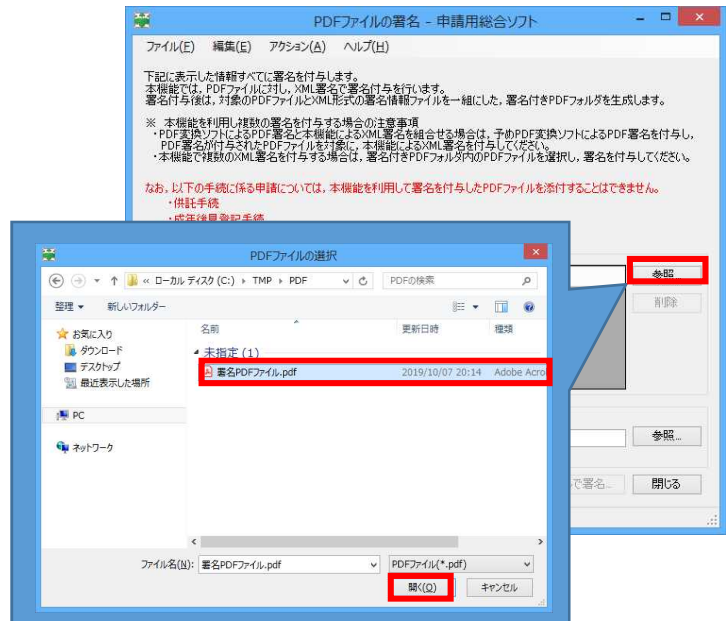 PDFファイルの署名 - 申請用総合ソフト
ファイル(F) 編集(E) アクション(A) ヘルプ(H)
下記に表示した情報すべてに署名を付与します。
本機能では，PDFファイルに対し，XML署名で署名付与を行います。
署名付与後は，対象のPDFファイルとXML形式の署名情報ファイルを一組にした，署名付きPDFフォルダを生成します。
※ 本機能を利用し複数の署名を付与する場合の注意事項
・PDF変換ソフトによるPDF署名と本機能によるXML署名を組合せる場合は，予めPDF変換ソフトによるPDF署名を付与し，
PDF署名が付与されたPDFファイルを対象に，本機能によるXML署名を付与してください。
・本機能で複数のXML署名を付与する場合は，署名付きPDFフォルダ内のPDFファイルを選択し，署名を付与してください。
なお，以下の手続に係る申請については，本機能を利用して署名を付与したPDFファイルを添付することはできません。
・供託手続
・成年後見登記手続
参照...
削除
参照...
で署名...
閉じる
PDFファイルの選択
« ローカル ディスク (C:) ▸ TMP ▸ PDF
PDFの検索
整理 新しいフォルダー
名前 更新日時 種類
お気に入り
ダウンロード
デスクトップ
最近表示した場所
PC
ネットワーク
未指定 (1)
署名PDFファイル.pdf 2019/10/07 20:14 Adobe Acro
ファイル名(N): 署名PDFファイル.pdf
PDFファイル(*.pdf)
開く(O) キャンセル